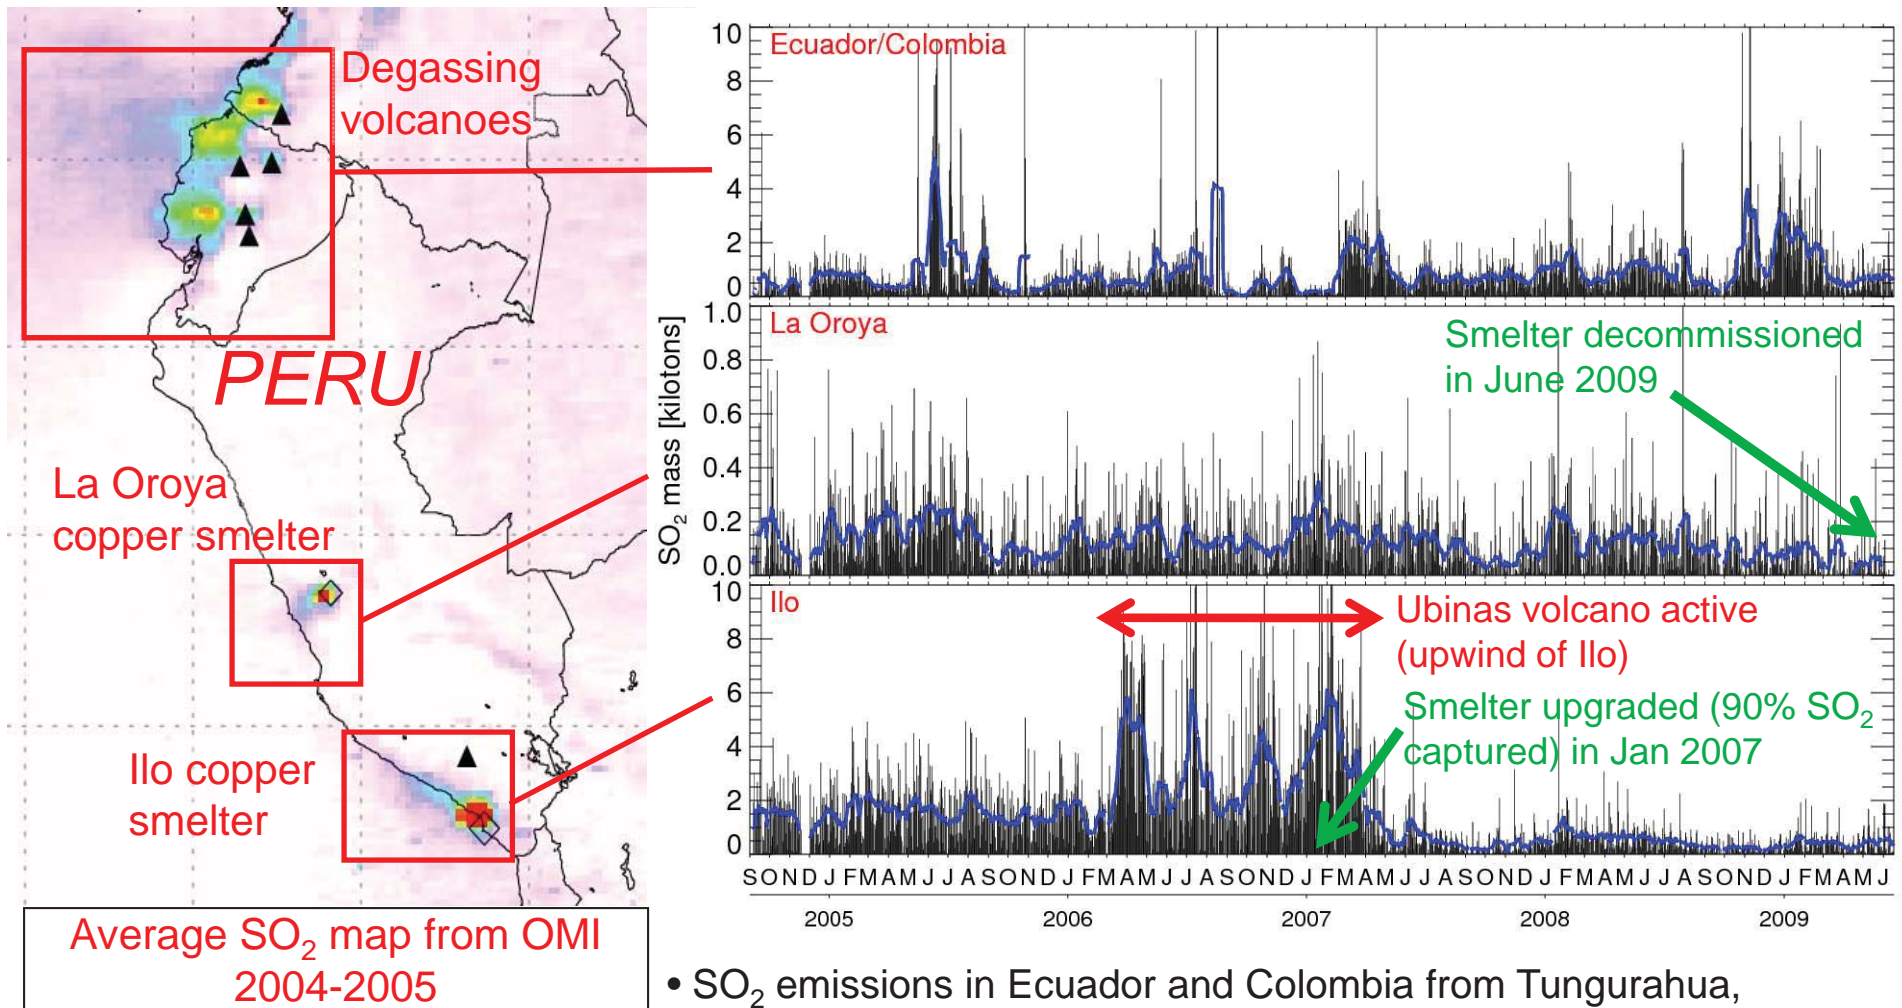 Degassing
volcanoes
PERU
La Oroya
copper smelter
Ilo copper
smelter
Average SO2 map from OMI
2004-2005
SO2 mass [kilotons]
10
8
6
4
2
0
Ecuador/Colombia
1.0
0.8
0.6
0.4
0.2
0.0
La Oroya
Smelter decommissioned
in June 2009
10
8
6
4
2
0
Ilo
Ubinas volcano active
(upwind of Ilo)
Smelter upgraded (90% SO2
captured) in Jan 2007
S O N D J F M A M J J A S O N D J F M A M J J A S O N D J F M A M J J A S O N D J F M A M J J A S O N D J F M A M J
2005 2006 2007 2008 2009
• SO2 emissions in Ecuador and Colombia from Tungurahua,